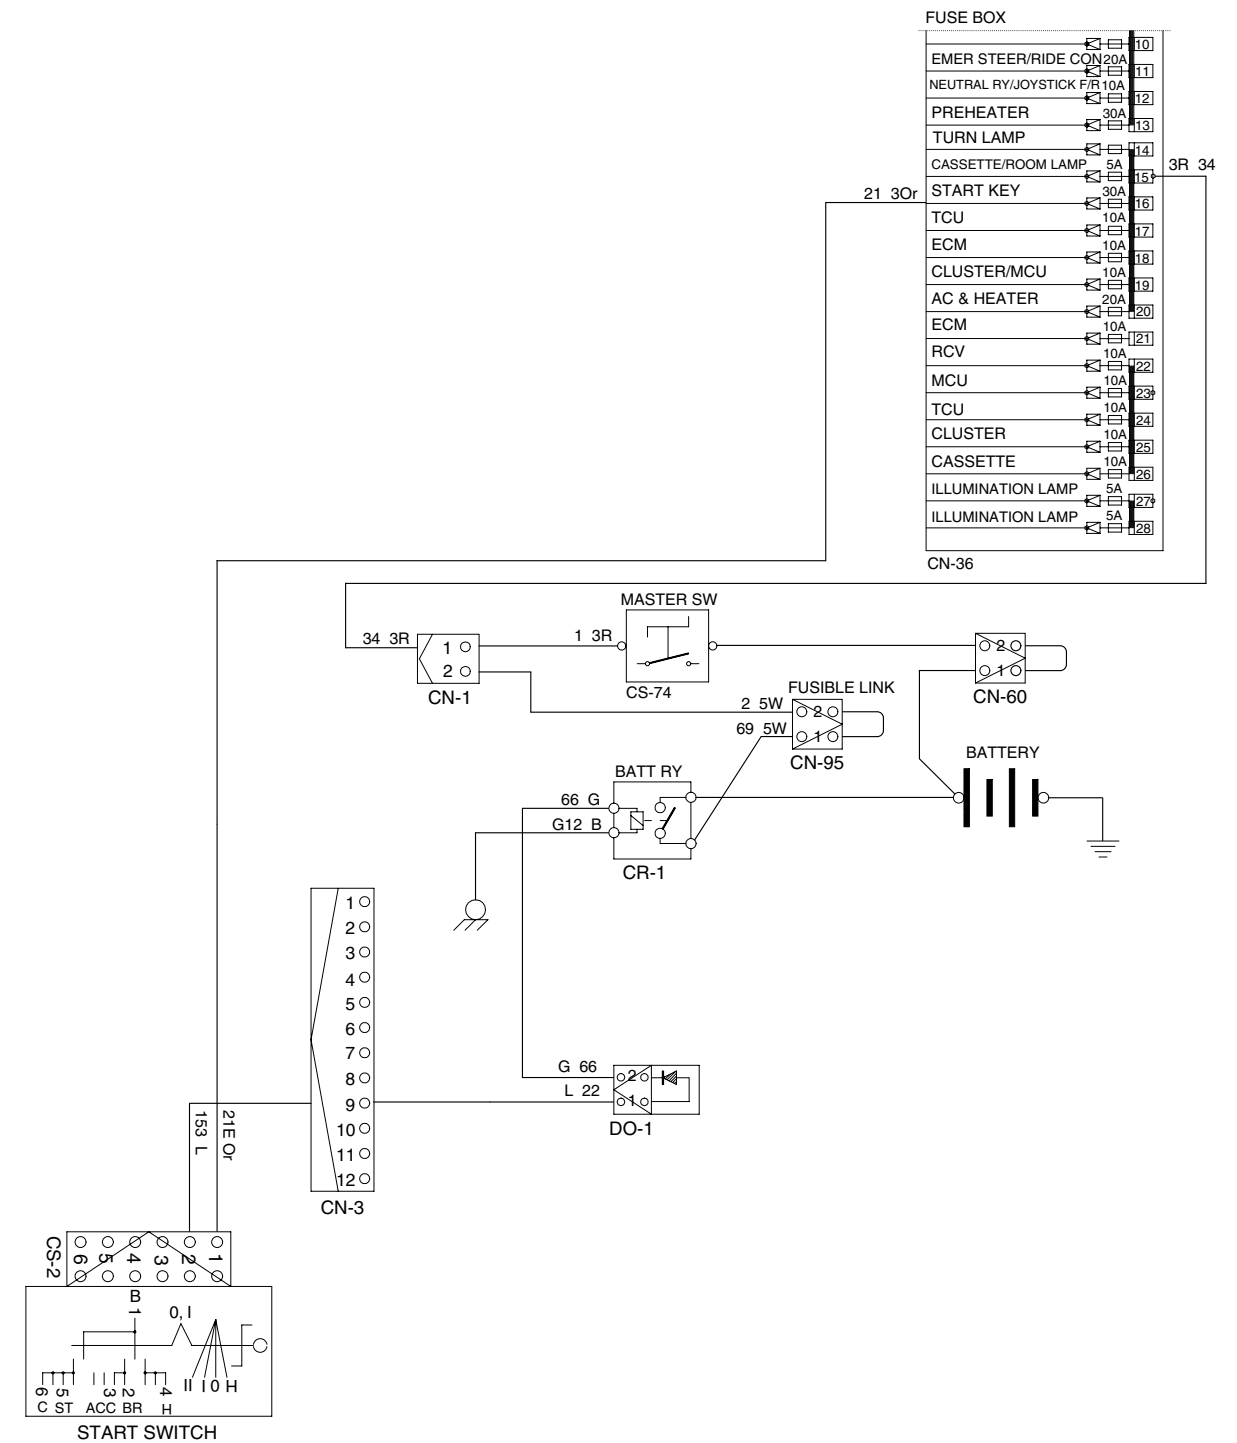 FUSE BOX
10
EMER STEER/RIDE CON 20A
11
NEUTRAL RY/JOYSTICK F/R 10A
12
PREHEATER 30A
13
TURN LAMP
14
CASSETTE/ROOM LAMP 5A
15 3R 34
START KEY 30A
21 3Or
16
TCU 10A
17
ECM 10A
18
CLUSTER/MCU 10A
19
AC & HEATER 20A
20
ECM 10A
21
RCV 10A
22
MCU 10A
23
TCU 10A
24
CLUSTER 10A
25
CASSETTE 10A
26
ILLUMINATION LAMP 5A
27
ILLUMINATION LAMP 5A
28
CN-36
MASTER SW
34 3R
1
2
CN-1
1 3R
CS-74
2
1
CN-60
FUSIBLE LINK
2 5W
69 5W
2
1
CN-95
BATTERY
BATT RY
66 G
G12 B
CR-1
1
2
3
4
5
6
7
8
9
10
11
12
CN-3
G 66
L 22
2
1
DO-1
153 L
21E Or
CS-2
6 5 4 3 2 1
B
1
0, I
II I 0 H
6 5 3 2 4
C ST ACC BR H
START SWITCH